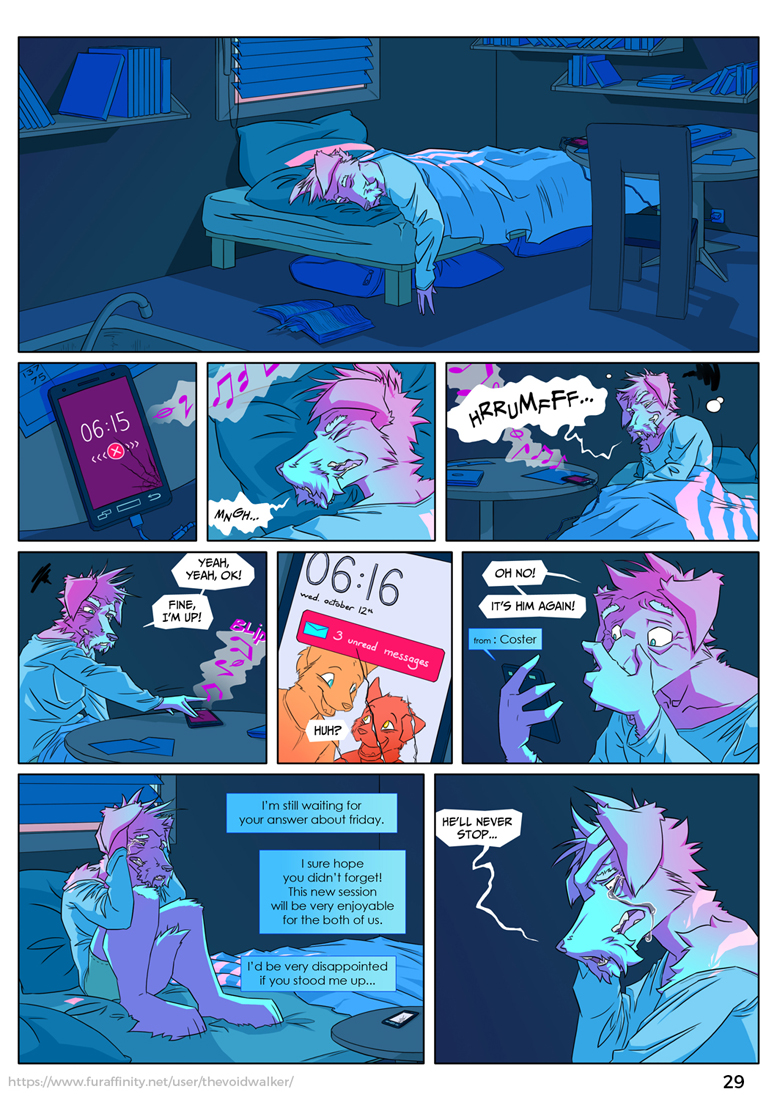 137
75
06:15
MNGH...
HRRUMFFF...
YEAH,
YEAH, OK!
FINE,
I'M UP!
BLip
06:16
wed. october 12th
3 unread messages
HUH?
OH NO!
IT'S HIM AGAIN!
from : Coster
I'm still waiting for
your answer about friday.
I sure hope
you didn't forget!
This new session
will be very enjoyable
for the both of us.
I'd be very disappointed
if you stood me up...
HE'LL NEVER
STOP...
https://www.furaffinity.net/user/thevoidwalker/
29